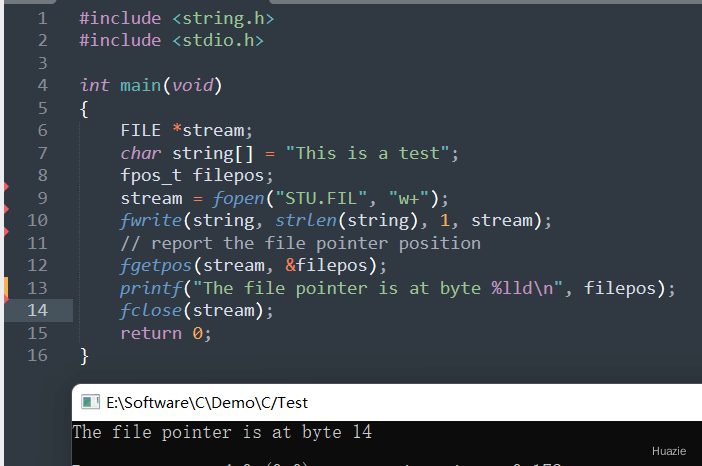 1 #include <string.h>
2 #include <stdio.h>
3
4 int main(void)
5 {
6 FILE *stream;
7 char string[] = "This is a test";
8 fpos_t filepos;
9 stream = fopen("STU.FIL", "w+");
10 fwrite(string, strlen(string), 1, stream);
11 // report the file pointer position
12 fgetpos(stream, &filepos);
13 printf("The file pointer is at byte %lld\n", filepos);
14 fclose(stream);
15 return 0;
16 }
E:\Software\C\Demo\C/Test
The file pointer is at byte 14
Huazie